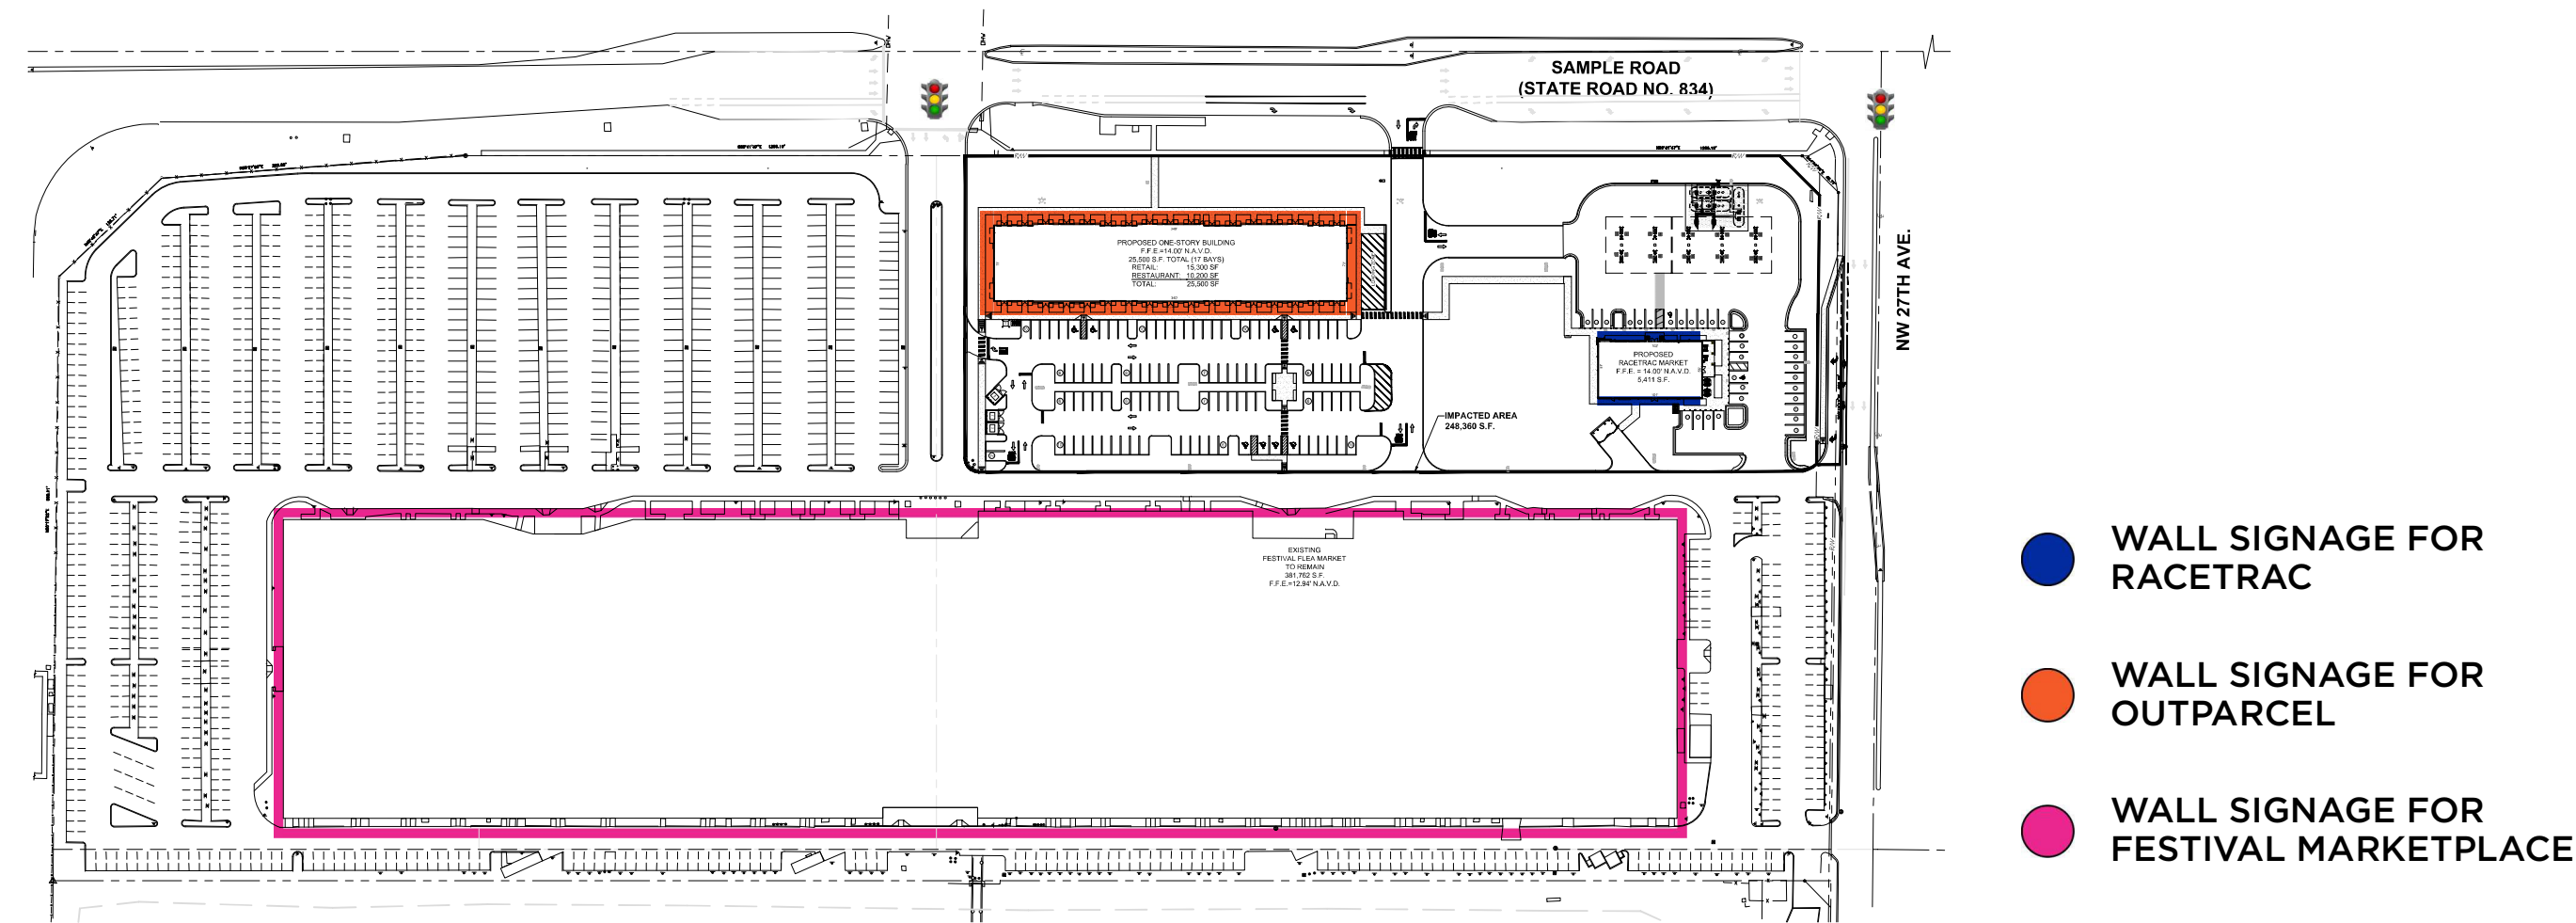 SAMPLE ROAD
(STATE ROAD NO. 834)
NW 27TH AVE.
PROPOSED ONE-STORY BUILDING
F.F.E.=14.00' N.A.V.D.
25,500 S.F. TOTAL (17 BAYS)
RETAIL: 15,300 SF
RESTAURANT: 10,200 SF
TOTAL: 25,500 SF
PROPOSED
RACETRAC MARKET
F.F.E. = 14.00' N.A.V.D.
5,411 S.F.
IMPACTED AREA
248,360 S.F.
EXISTING
FESTIVAL FLEA MARKET
TO REMAIN
381,762 S.F.
F.F.E.=12.94' N.A.V.D.
WALL SIGNAGE FOR
RACETRAC
WALL SIGNAGE FOR
OUTPARCEL
WALL SIGNAGE FOR
FESTIVAL MARKETPLACE